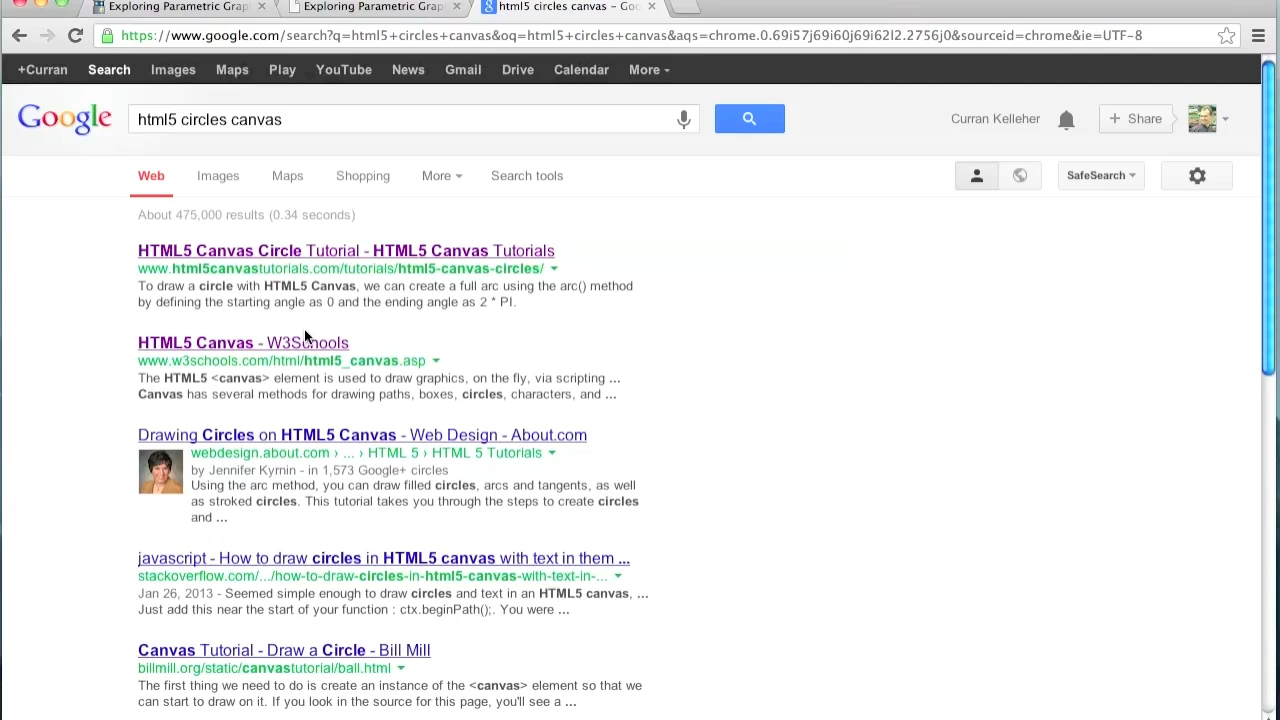 Exploring Parametric Grap
Exploring Parametric Grap
html5 circles canvas – Goo
https://www.google.com/search?q=html5+circles+canvas&oq=html5+circles+canvas&aqs=chrome.0.69i57j69i60j69i62l2.2756j0&sourceid=chrome&ie=UTF-8
+Curran Search Images Maps Play YouTube News Gmail Drive Calendar More
Google html5 circles canvas Curran Kelleher + Share
Web Images Maps Shopping More Search tools SafeSearch
About 475,000 results (0.34 seconds)
HTML5 Canvas Circle Tutorial - HTML5 Canvas Tutorials
www.html5canvastutorials.com/tutorials/html5-canvas-circles/
To draw a circle with HTML5 Canvas, we can create a full arc using the arc() method
by defining the starting angle as 0 and the ending angle as 2 * PI.
HTML5 Canvas - W3Schools
www.w3schools.com/html/html5_canvas.asp
The HTML5 <canvas> element is used to draw graphics, on the fly, via scripting ...
Canvas has several methods for drawing paths, boxes, circles, characters, and ...
Drawing Circles on HTML5 Canvas - Web Design - About.com
webdesign.about.com › ... › HTML 5 › HTML 5 Tutorials
by Jennifer Kyrnin - in 1,573 Google+ circles
Using the arc method, you can draw filled circles, arcs and tangents, as well
as stroked circles. This tutorial takes you through the steps to create circles
and ...
javascript - How to draw circles in HTML5 canvas with text in them ...
stackoverflow.com/.../how-to-draw-circles-in-html5-canvas-with-text-in-...
Jan 26, 2013 - Seemed simple enough to draw circles and text in an HTML5 canvas, ...
Just add this near the start of your function : ctx.beginPath();. You were ...
Canvas Tutorial - Draw a Circle - Bill Mill
billmill.org/static/canvastutorial/ball.html
The first thing we need to do is create an instance of the <canvas> element so that we
can start to draw on it. If you look in the source for this page, you'll see a ...